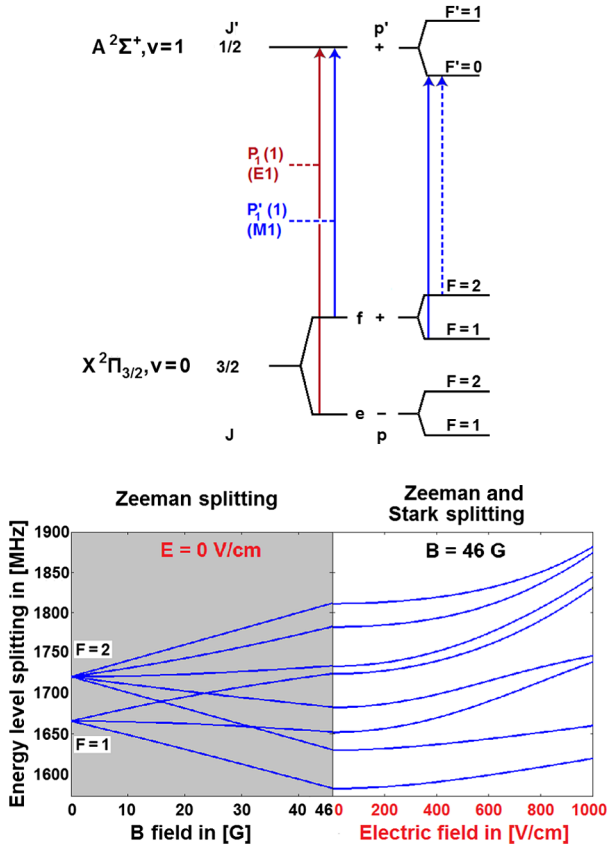 J' p' F'=1
A ²Σ⁺,v=1 1/2 + F'=0
P₁(1)
(E1)
P₁'(1)
(M1)
F=2
f + F=1
X ²Π₃/₂,v=0 3/2
F=2
e −
J p F=1
Zeeman splitting
Zeeman and
Stark splitting
E = 0 V/cm B = 46 G
Energy level splitting in [MHz]
1900
1850
1800
1750
1700
1650
1600
F=2
F=1
0 10 20 30 40 46 0 200 400 600 800 1000
B field in [G] Electric field in [V/cm]